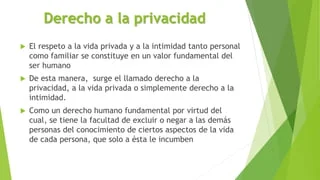 Derecho a la privacidad
El respeto a la vida privada y a la intimidad tanto personal
como familiar se constituye en un valor fundamental del
ser humano
De esta manera, surge el llamado derecho a la
privacidad, a la vida privada o simplemente derecho a la
intimidad.
Como un derecho humano fundamental por virtud del
cual, se tiene la facultad de excluir o negar a las demás
personas del conocimiento de ciertos aspectos de la vida
de cada persona, que solo a ésta le incumben